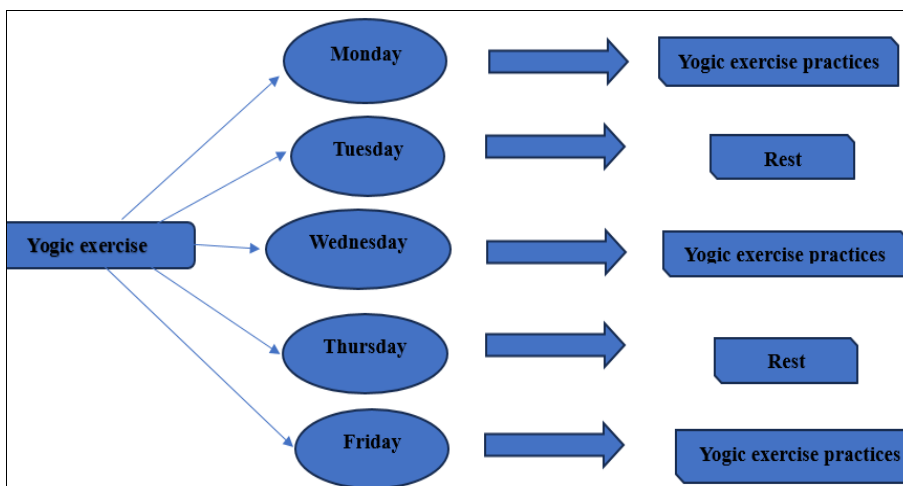 Monday
Yogic exercise practices
Tuesday
Rest
Yogic exercise
Wednesday
Yogic exercise practices
Thursday
Rest
Friday
Yogic exercise practices